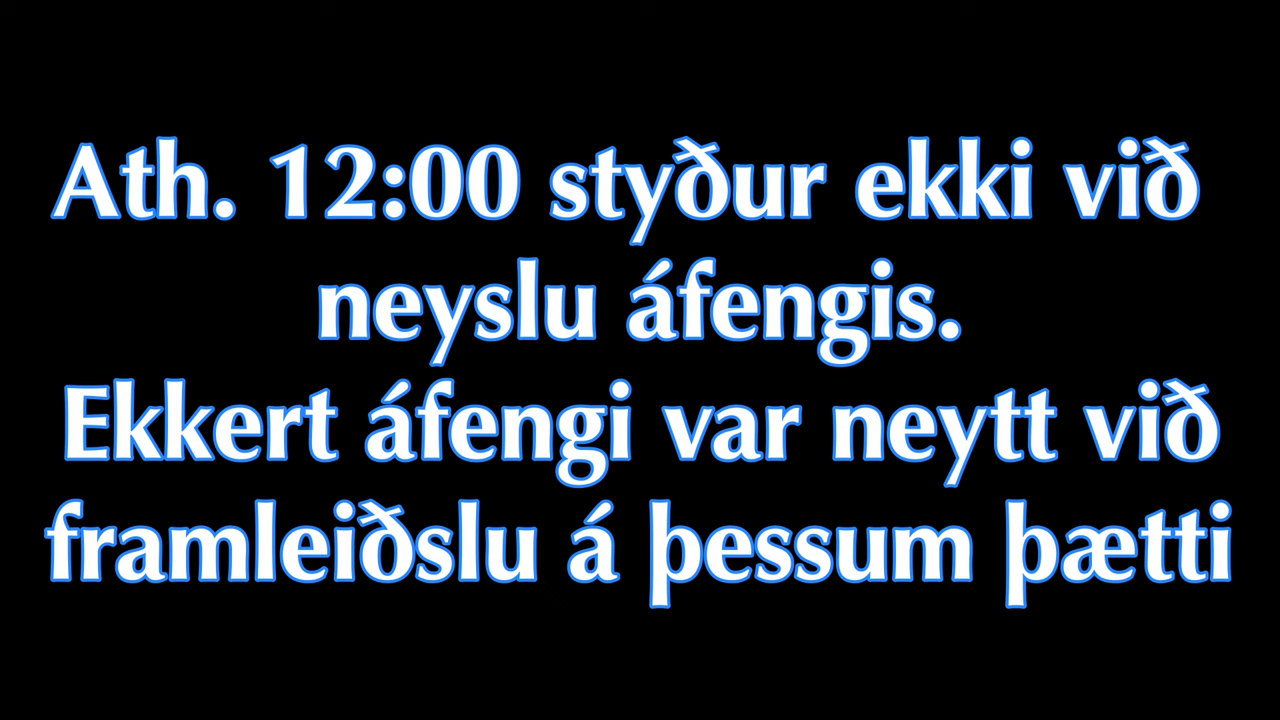 Ath. 12:00 styður ekki við
neyslu áfengis.
Ekkert áfengi var neytt við
framleiðslu á þessum þætti